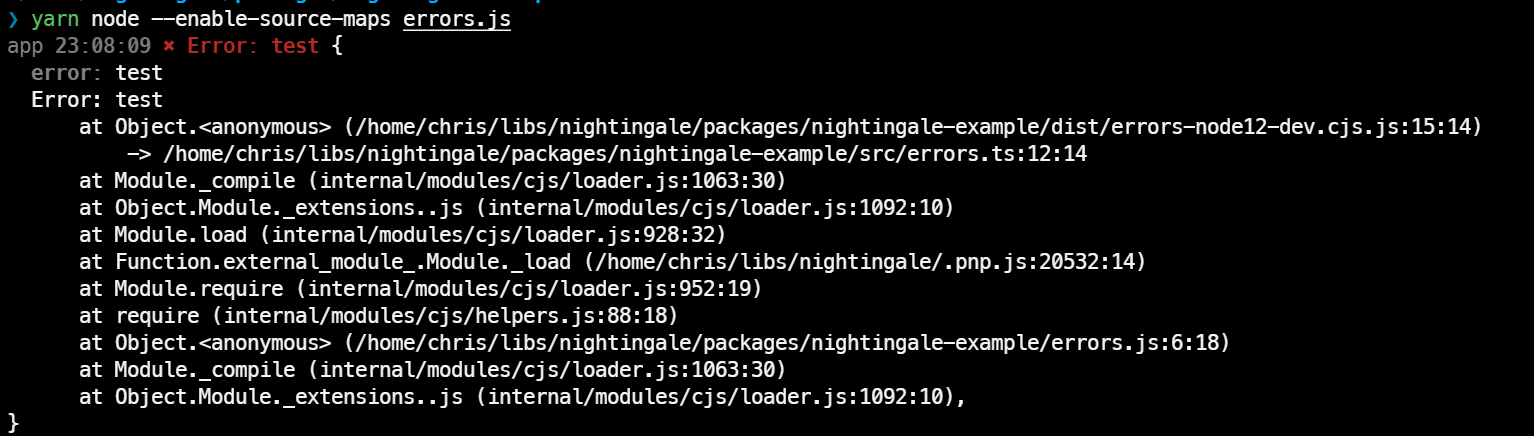 ❯ yarn node --enable-source-maps errors.js
app 23:08:09 ✖ Error: test {
  error: test
  Error: test
      at Object.<anonymous> (/home/chris/libs/nightingale/packages/nightingale-example/dist/errors-node12-dev.cjs.js:15:14)
          -> /home/chris/libs/nightingale/packages/nightingale-example/src/errors.ts:12:14
      at Module._compile (internal/modules/cjs/loader.js:1063:30)
      at Object.Module._extensions..js (internal/modules/cjs/loader.js:1092:10)
      at Module.load (internal/modules/cjs/loader.js:928:32)
      at Function.external_module_.Module._load (/home/chris/libs/nightingale/.pnp.js:20532:14)
      at Module.require (internal/modules/cjs/loader.js:952:19)
      at require (internal/modules/cjs/helpers.js:88:18)
      at Object.<anonymous> (/home/chris/libs/nightingale/packages/nightingale-example/errors.js:6:18)
      at Module._compile (internal/modules/cjs/loader.js:1063:30)
      at Object.Module._extensions..js (internal/modules/cjs/loader.js:1092:10),
}